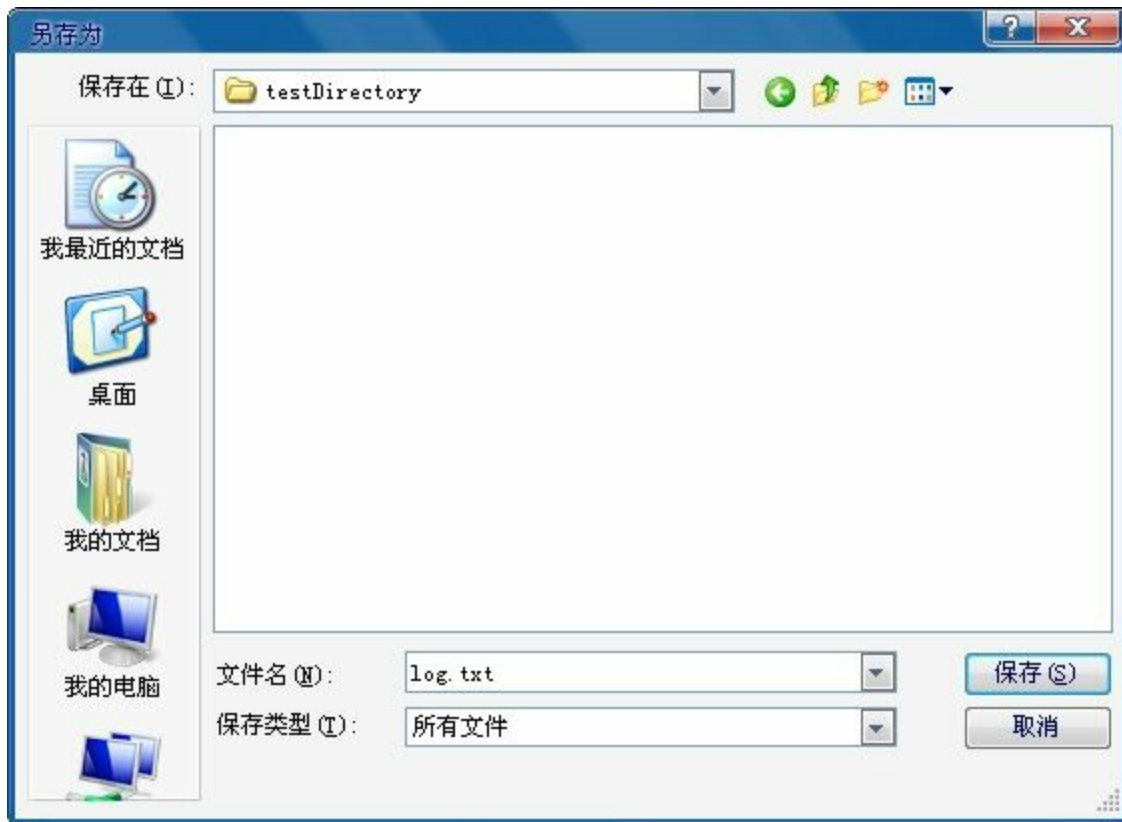 另存为
保存在(I):
testDirectory
我最近的文档
桌面
我的文档
我的电脑
文件名(N):
log.txt
保存(S)
保存类型(T):
所有文件
取消